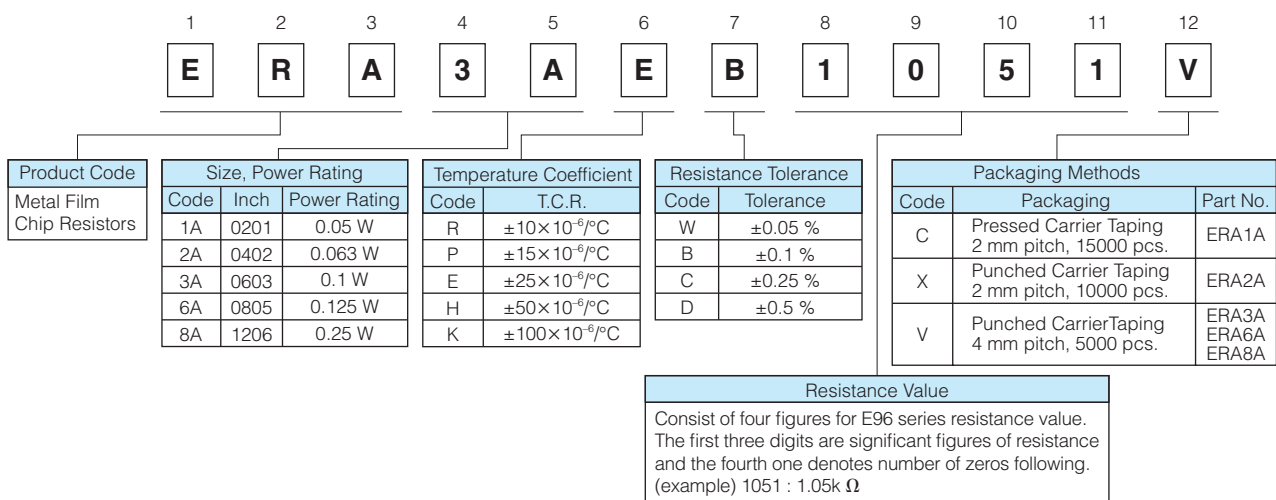 1 2 3 4 5 6 7 8 9 10 11 12
E R A 3 A E B 1 0 5 1 V
Product Code
Metal Film
Chip Resistors
Size, Power Rating
Code Inch Power Rating
1A 0201 0.05 W
2A 0402 0.063 W
3A 0603 0.1 W
6A 0805 0.125 W
8A 1206 0.25 W
Temperature Coefficient
Code T.C.R.
R ±10×10⁻⁶/°C
P ±15×10⁻⁶/°C
E ±25×10⁻⁶/°C
H ±50×10⁻⁶/°C
K ±100×10⁻⁶/°C
Resistance Tolerance
Code Tolerance
W ±0.05 %
B ±0.1 %
C ±0.25 %
D ±0.5 %
Packaging Methods
Code Packaging Part No.
C Pressed Carrier Taping
2 mm pitch, 15000 pcs. ERA1A
X Punched Carrier Taping
2 mm pitch, 10000 pcs. ERA2A
V Punched CarrierTaping
4 mm pitch, 5000 pcs. ERA3A
ERA6A
ERA8A
Resistance Value
Consist of four figures for E96 series resistance value.
The first three digits are significant figures of resistance
and the fourth one denotes number of zeros following.
(example) 1051 : 1.05k Ω